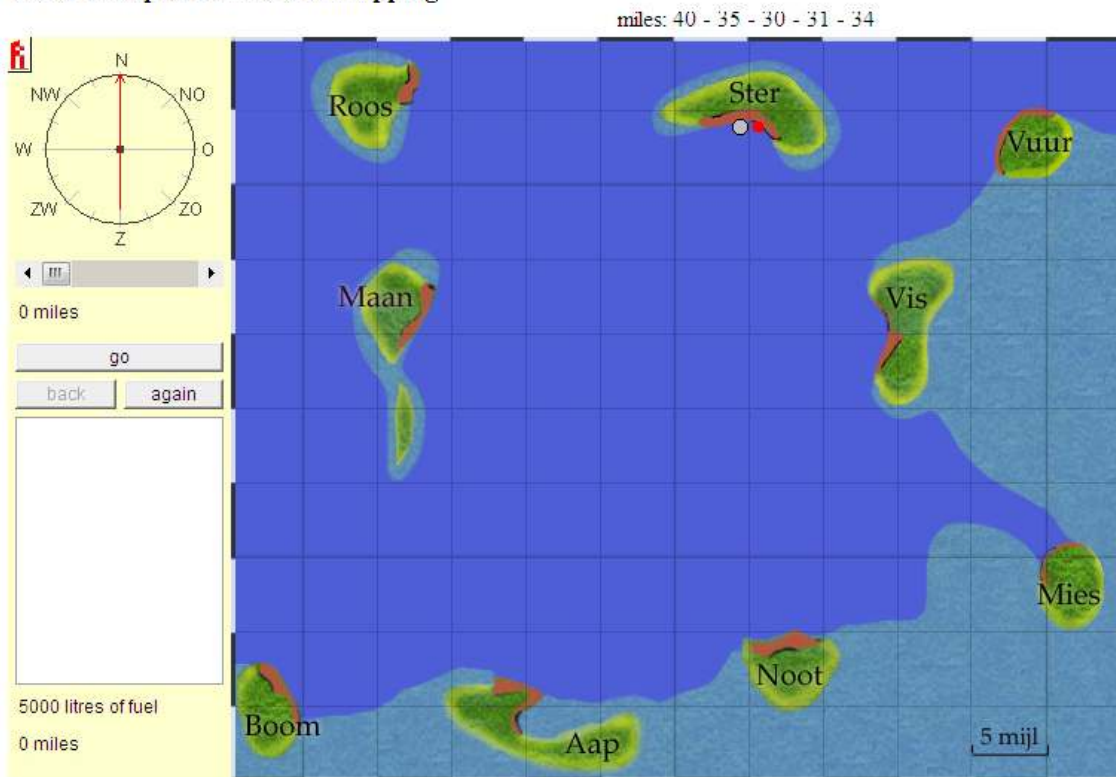 miles: 40 - 35 - 30 - 31 - 34
N
NW NO
W O
ZW ZO
Z
0 miles
go
back again
5000 litres of fuel
0 miles
Roos
Ster
Vuur
Maan
Vis
Mies
Noot
Boom
Aap
5 mijl